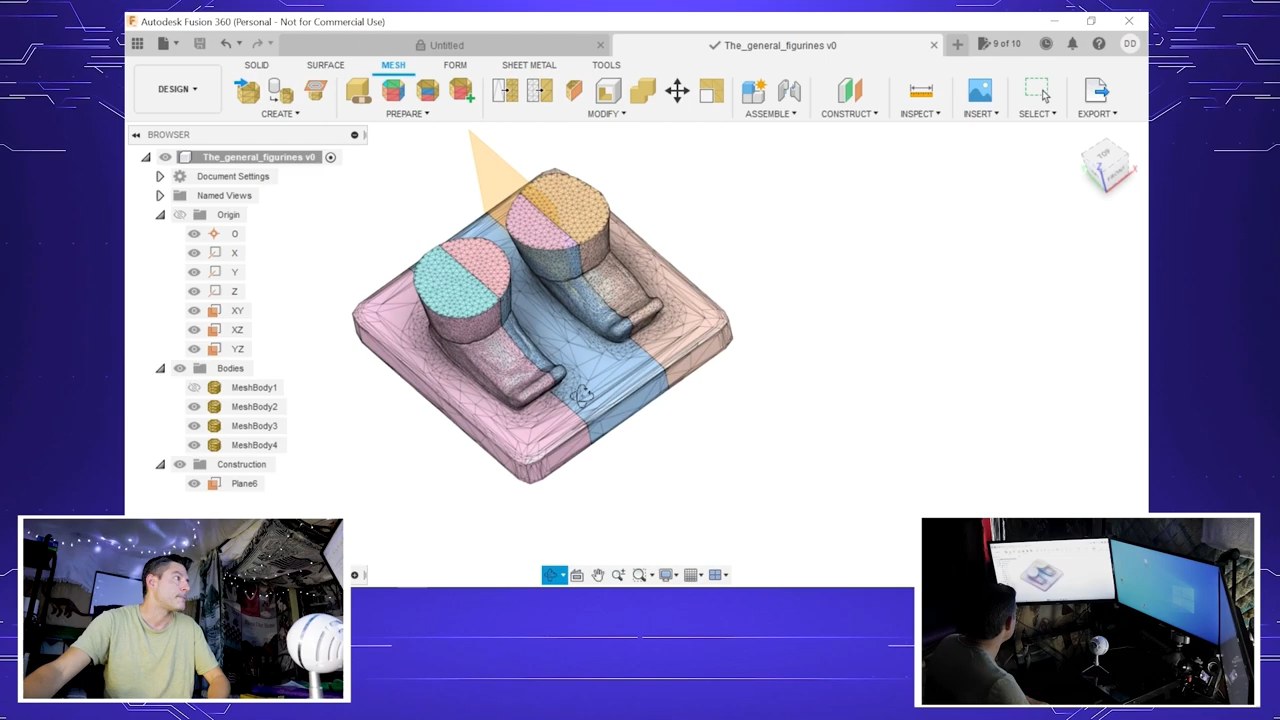 Autodesk Fusion 360 (Personal - Not for Commercial Use)
Untitled
The_general_figurines v0
9 of 10
DD
SOLID SURFACE MESH FORM SHEET METAL TOOLS
DESIGN
CREATE PREPARE MODIFY ASSEMBLE CONSTRUCT INSPECT INSERT SELECT EXPORT
BROWSER
The_general_figurines v0
Document Settings
Named Views
Origin
O
X
Y
Z
XY
XZ
YZ
Bodies
MeshBody1
MeshBody2
MeshBody3
MeshBody4
Construction
Plane6
TOP
FRONT
Z
X